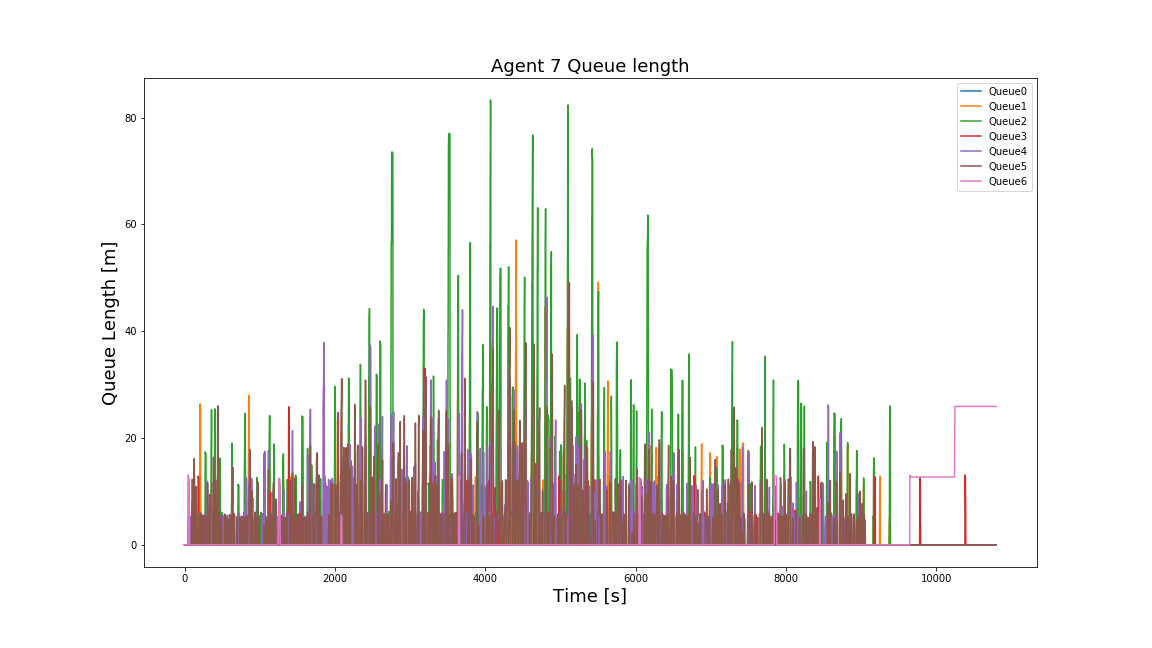 Agent 7 Queue length
Queue0
Queue1
Queue2
Queue3
Queue4
Queue5
Queue6
Queue Length [m]
80
60
40
20
0
0 2000 4000 6000 8000 10000
Time [s]